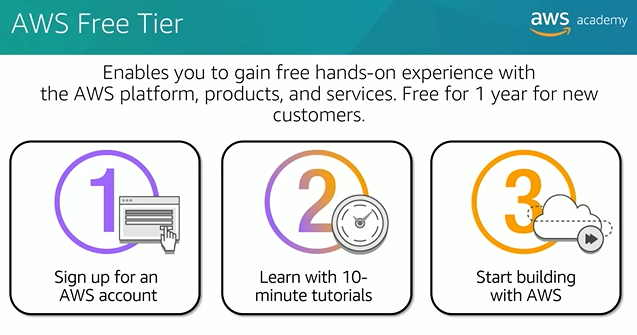 AWS Free Tier
aws academy
Enables you to gain free hands-on experience with
the AWS platform, products, and services. Free for 1 year for new
customers.
1
Sign up for an
AWS account
2
Learn with 10-
minute tutorials
3
Start building
with AWS